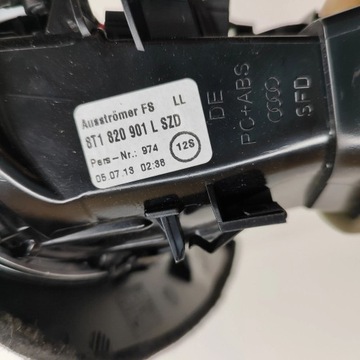 Ausströmer FS LL
8T1 820 901 L SZD
Pers-Nr.: 974 12S
05.07.13 02:38
DE
PC+ABS
SFD